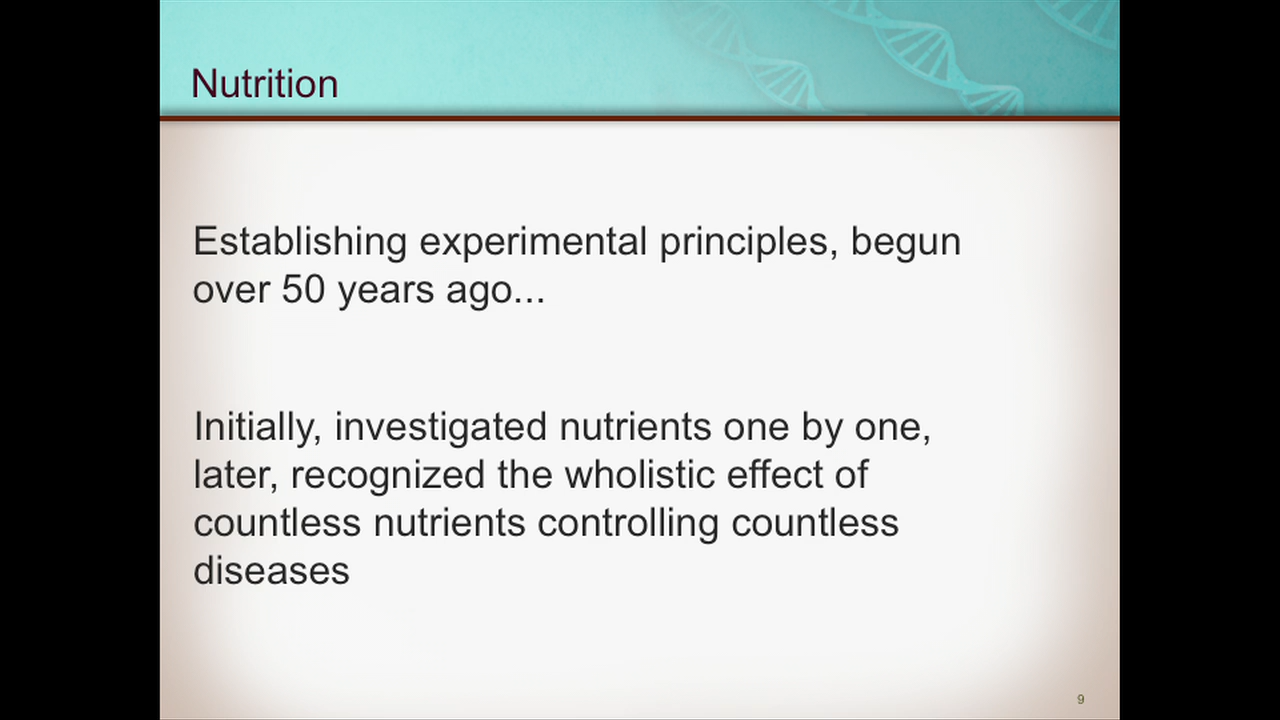 Nutrition
Establishing experimental principles, begun
over 50 years ago...
Initially, investigated nutrients one by one,
later, recognized the wholistic effect of
countless nutrients controlling countless
diseases
9